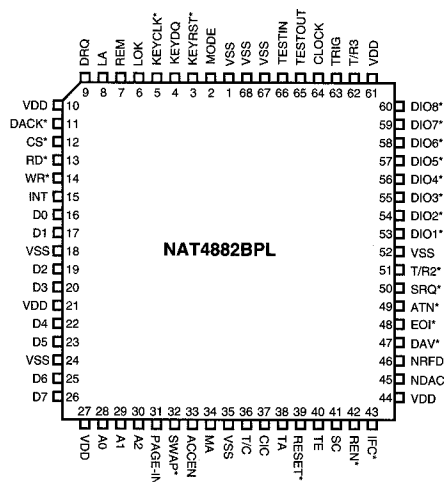 DRQ LA REM LOK KEYCLK* KEYDQ KEYRST* MODE VSS VSS VSS TESTIN TESTOUT CLOCK TRIG T/R3 VDD
9 8 7 6 5 4 3 2 1 68 67 66 65 64 63 62 61
VDD 10
DACK* 11
CS* 12
RD* 13
WR* 14
INT 15
D0 16
D1 17
VSS 18
D2 19
D3 20
VDD 21
D4 22
D5 23
VSS 24
D6 25
D7 26
NAT4882BPL
60 DIO8*
59 DIO7*
58 DIO6*
57 DIO5*
56 DIO4*
55 DIO3*
54 DIO2*
53 DIO1*
52 VSS
51 T/R2*
50 SRQ*
49 ATN*
48 EOI*
47 DAV*
46 NRFD
45 NDAC
44 VDD
27 28 29 30 31 32 33 34 35 36 37 38 39 40 41 42 43
VDD A0 A1 A2 PAGE-IN SWAP* ACCEN MA VSS T/C CIC TA RESET* TE SC REN* IFC*